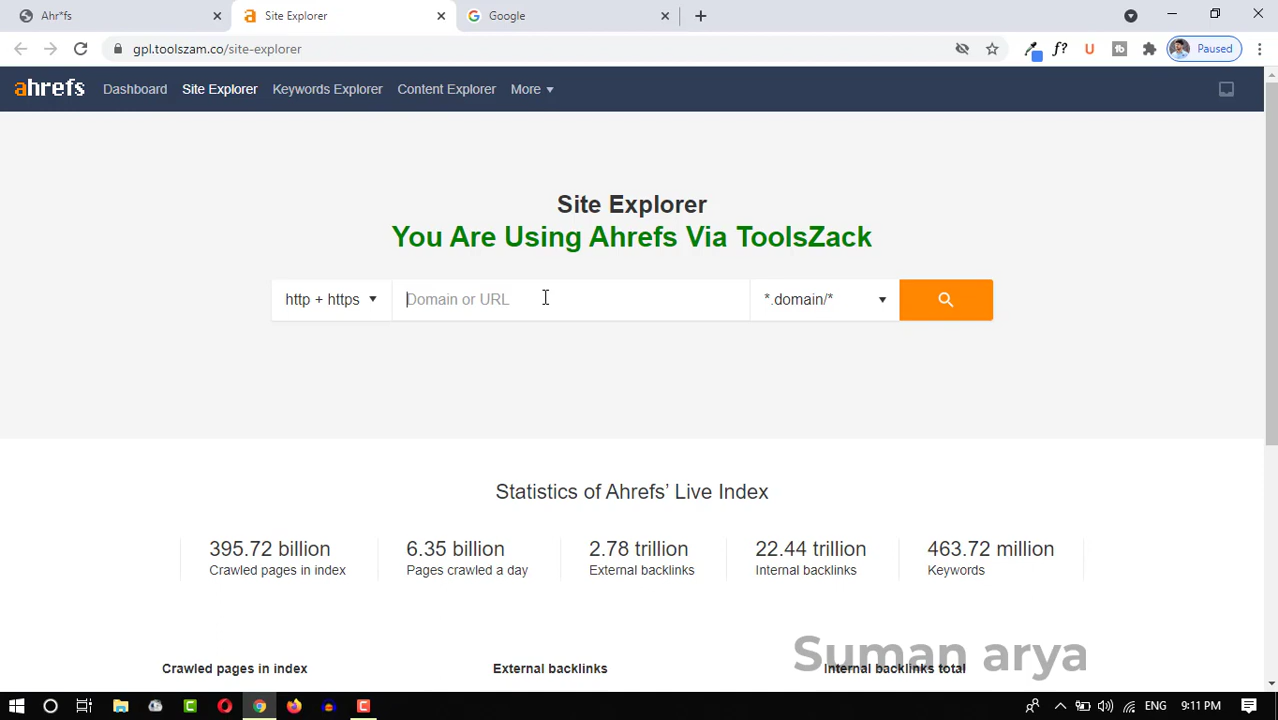 Ahr*fs
Site Explorer
Google
gpl.toolszam.co/site-explorer
f?
U
Paused
ahrefs
Dashboard
Site Explorer
Keywords Explorer
Content Explorer
More
Site Explorer
You Are Using Ahrefs Via ToolsZack
http + https
Domain or URL
*.domain/*
Statistics of Ahrefs’ Live Index
395.72 billion
Crawled pages in index
6.35 billion
Pages crawled a day
2.78 trillion
External backlinks
22.44 trillion
Internal backlinks
463.72 million
Keywords
Suman arya
Crawled pages in index
External backlinks
Internal backlinks total
ENG
9:11 PM